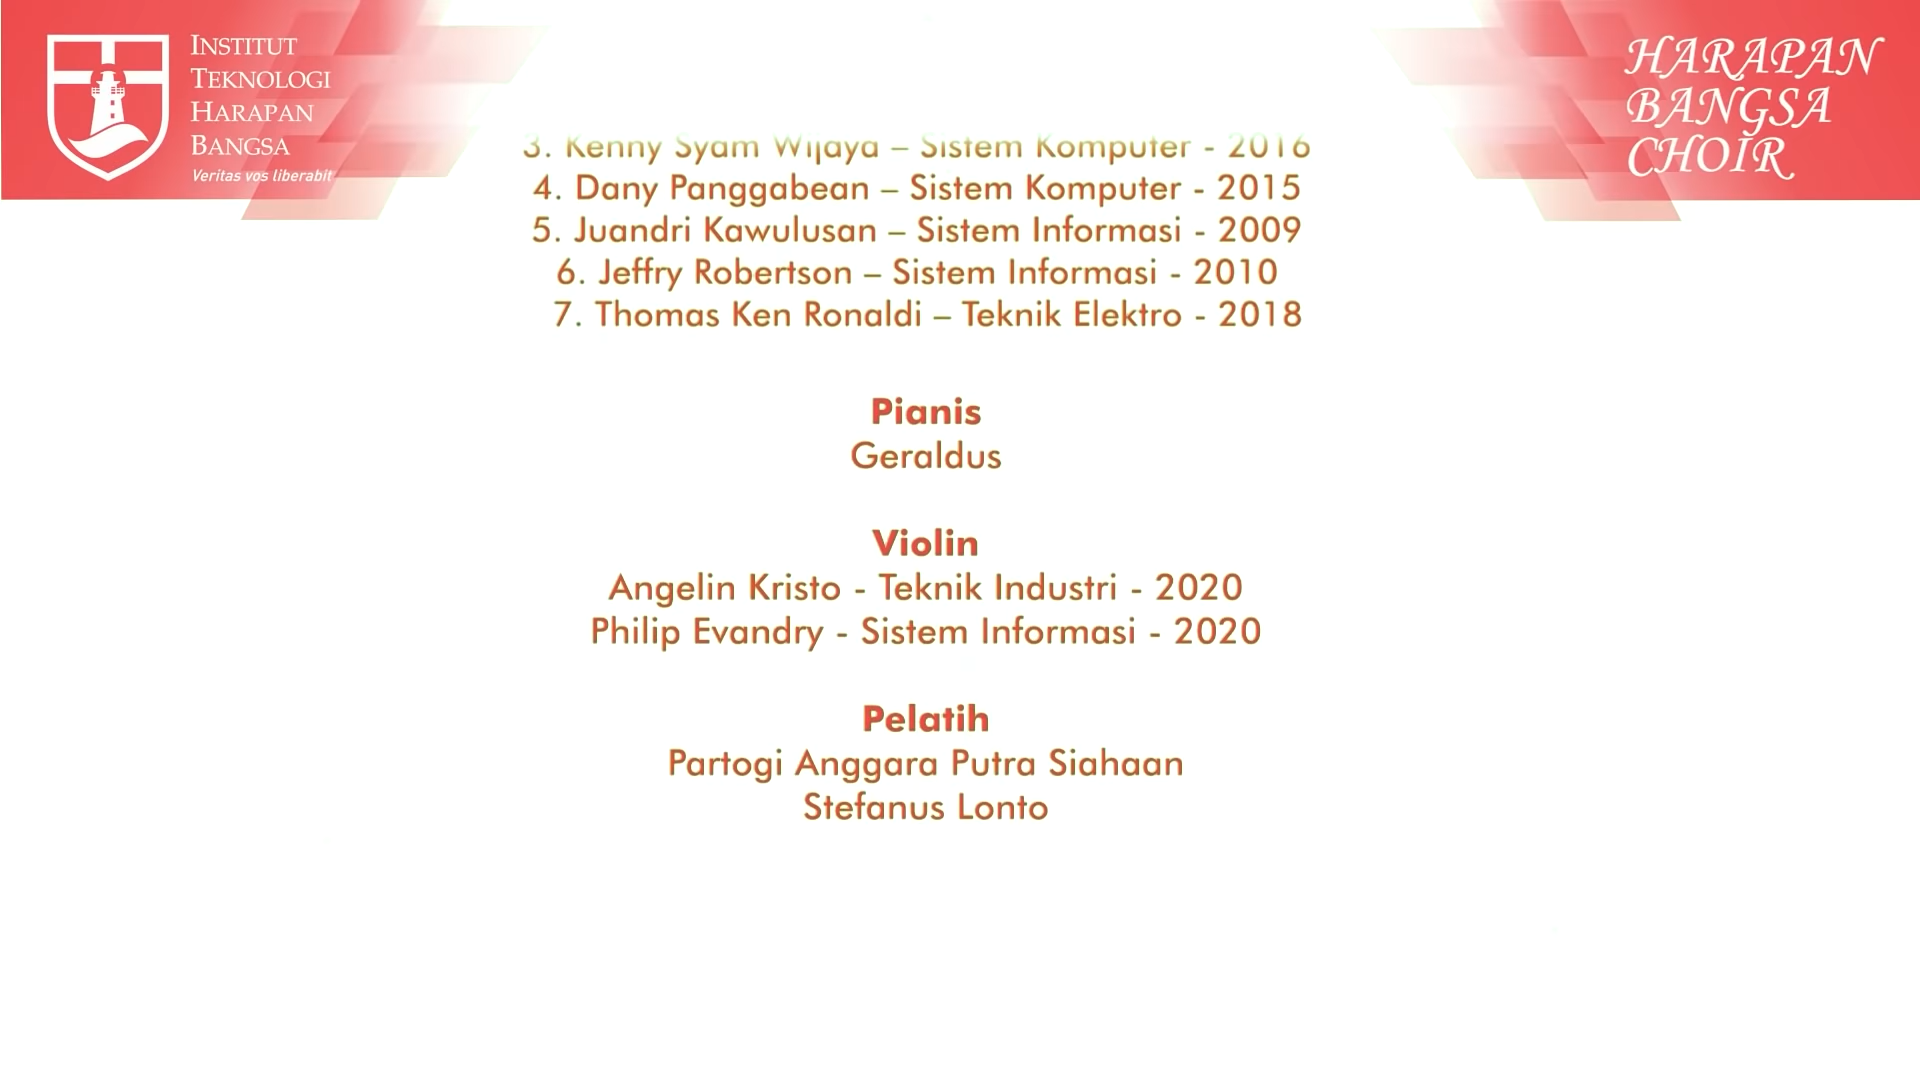 INSTITUT
TEKNOLOGI
HARAPAN
BANGSA
Veritas vos liberabit
HARAPAN
BANGSA
CHOIR
3. Kenny Syam Wijaya – Sistem Komputer - 2016
4. Dany Panggabean – Sistem Komputer - 2015
5. Juandri Kawulusan – Sistem Informasi - 2009
6. Jeffry Robertson – Sistem Informasi - 2010
7. Thomas Ken Ronaldi – Teknik Elektro - 2018
Pianis
Geraldus
Violin
Angelin Kristo - Teknik Industri - 2020
Philip Evandry - Sistem Informasi - 2020
Pelatih
Partogi Anggara Putra Siahaan
Stefanus Lonto